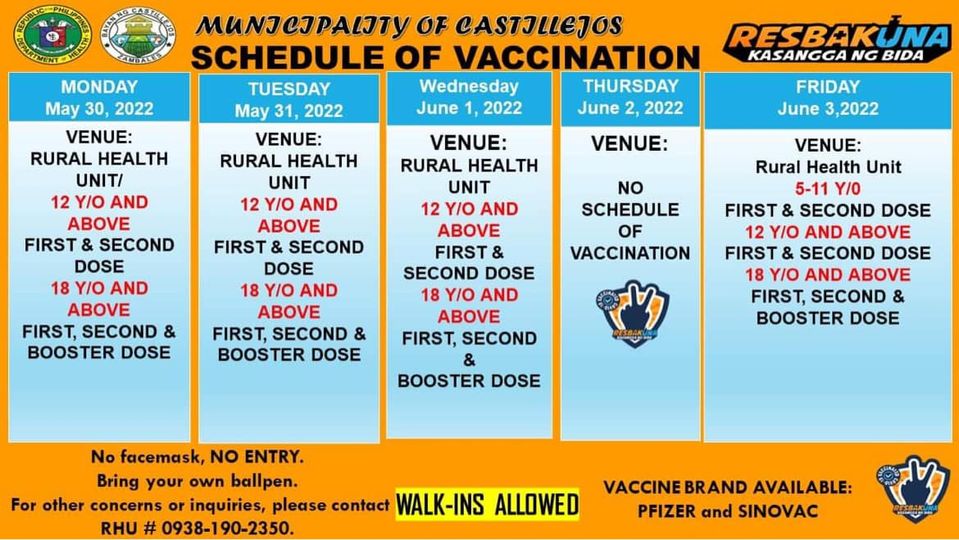 MUNICIPALITY OF CASTILLEJOS
SCHEDULE OF VACCINATION
REPUBLIC OF THE PHILIPPINES
DEPARTMENT OF HEALTH
BAYAN NG CASTILLEJOS
ZAMBALES
RESBAKUNA
KASANGGA NG BIDA
MONDAY
May 30, 2022
VENUE:
RURAL HEALTH
UNIT/
12 Y/O AND
ABOVE
FIRST & SECOND
DOSE
18 Y/O AND
ABOVE
FIRST, SECOND &
BOOSTER DOSE
TUESDAY
May 31, 2022
VENUE:
RURAL HEALTH
UNIT
12 Y/O AND
ABOVE
FIRST & SECOND
DOSE
18 Y/O AND
ABOVE
FIRST, SECOND &
BOOSTER DOSE
Wednesday
June 1, 2022
VENUE:
RURAL HEALTH
UNIT
12 Y/O AND
ABOVE
FIRST &
SECOND DOSE
18 Y/O AND
ABOVE
FIRST, SECOND
&
BOOSTER DOSE
THURSDAY
June 2, 2022
VENUE:
NO
SCHEDULE
OF
VACCINATION
RESBAKUNA
FRIDAY
June 3,2022
VENUE:
Rural Health Unit
5-11 Y/0
FIRST & SECOND DOSE
12 Y/O AND ABOVE
FIRST & SECOND DOSE
18 Y/O AND ABOVE
FIRST, SECOND &
BOOSTER DOSE
No facemask, NO ENTRY.
Bring your own ballpen.
For other concerns or inquiries, please contact
RHU # 0938-190-2350.
WALK-INS ALLOWED
VACCINE BRAND AVAILABLE:
PFIZER and SINOVAC
RESBAKUNA